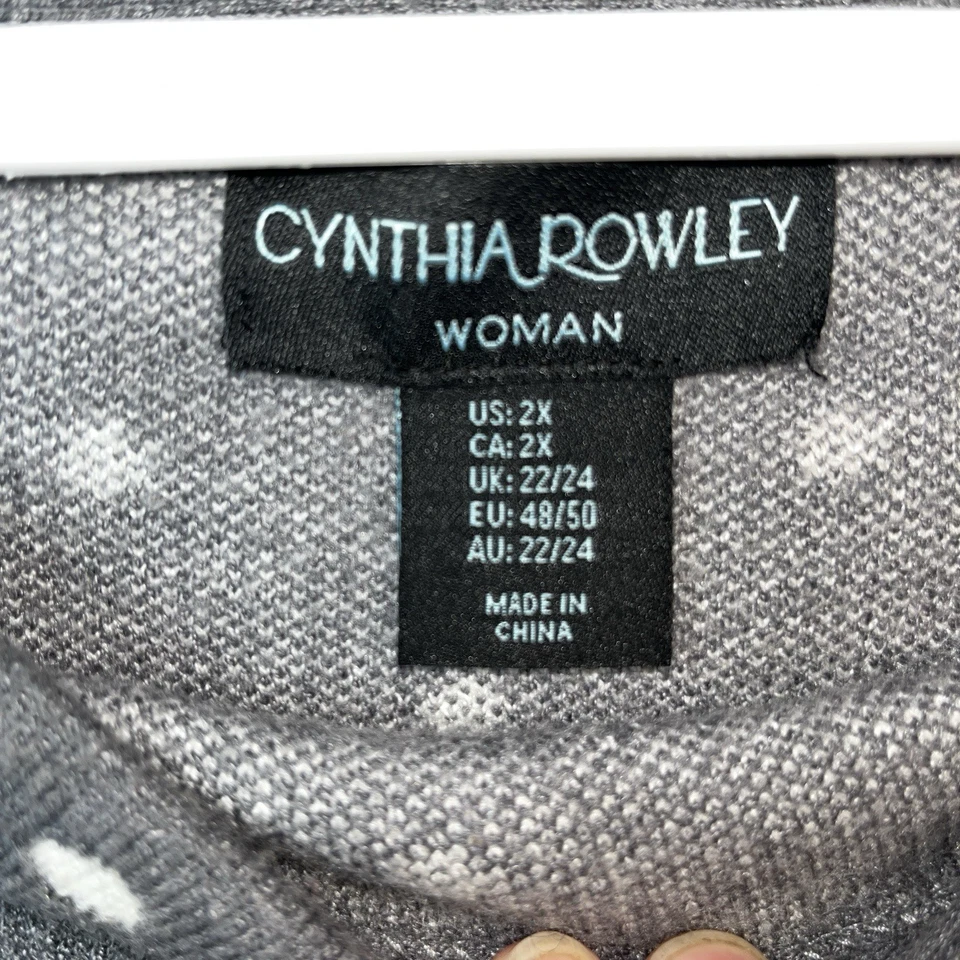 CYNTHIA ROWLEY
WOMAN
US: 2X
CA: 2X
UK: 22/24
EU: 48/50
AU: 22/24
MADE IN
CHINA